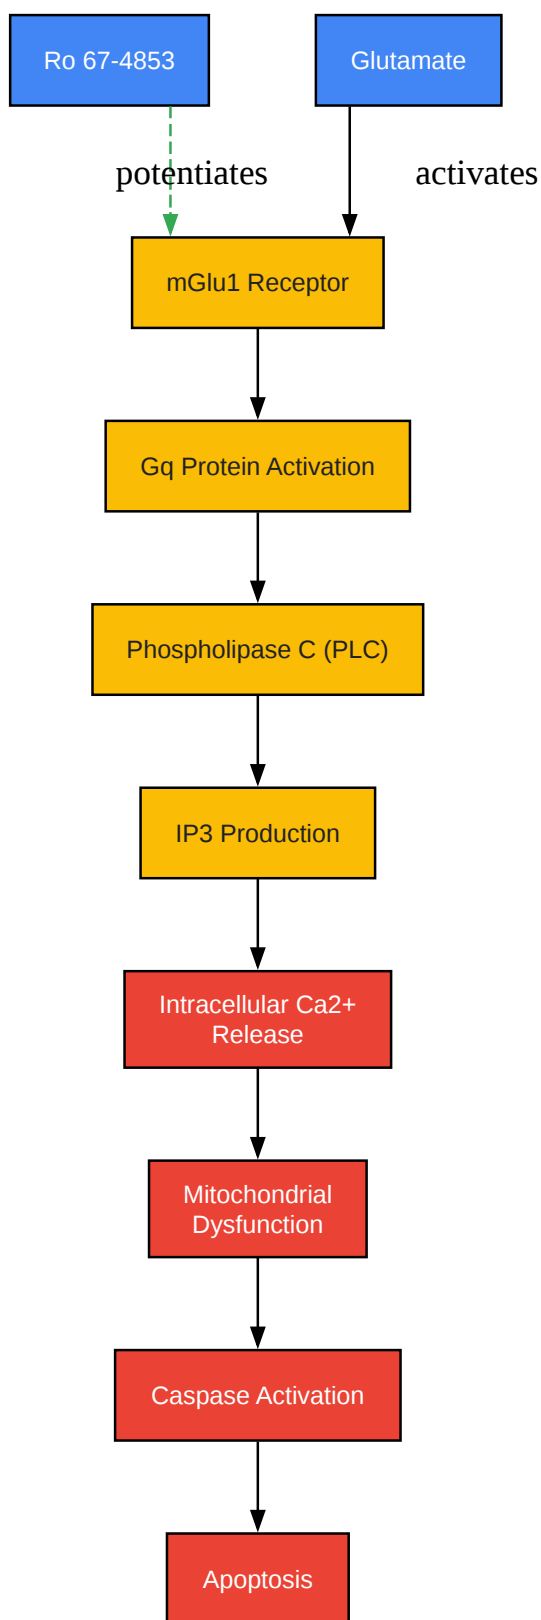 Ro 67-4853
Glutamate
potentiates
activates
mGlu1 Receptor
Gq Protein Activation
Phospholipase C (PLC)
IP3 Production
Intracellular Ca2+
Release
Mitochondrial
Dysfunction
Caspase Activation
Apoptosis